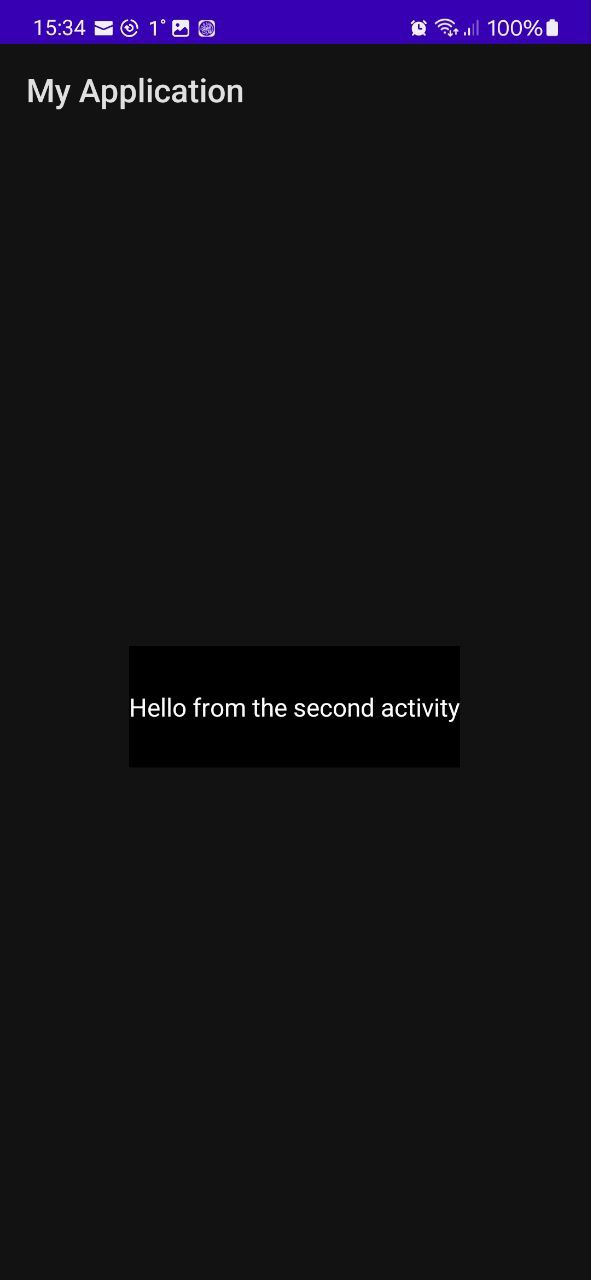 15:34 1° 100%
My Application
Hello from the second activity